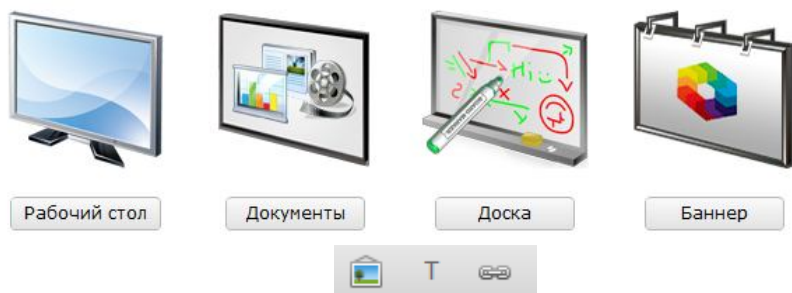 Hi
Рабочий стол
Документы
Доска
Баннер
T